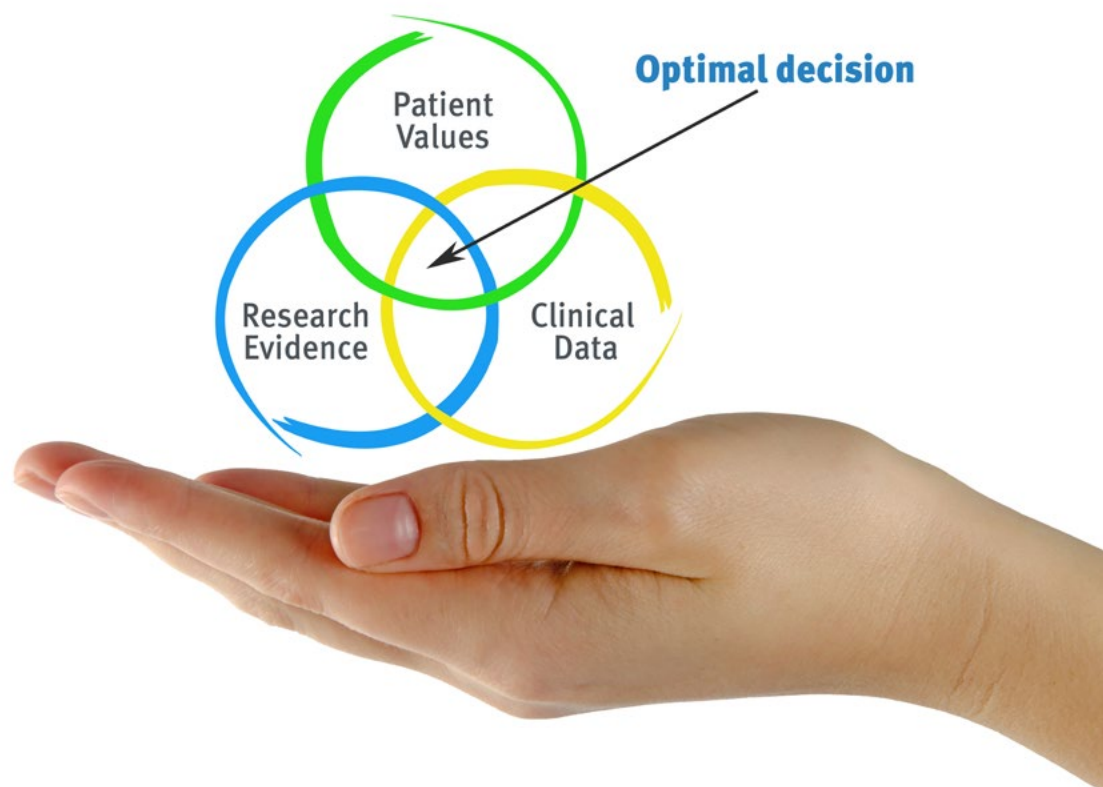 Optimal decision
Patient
Values
Research
Evidence
Clinical
Data